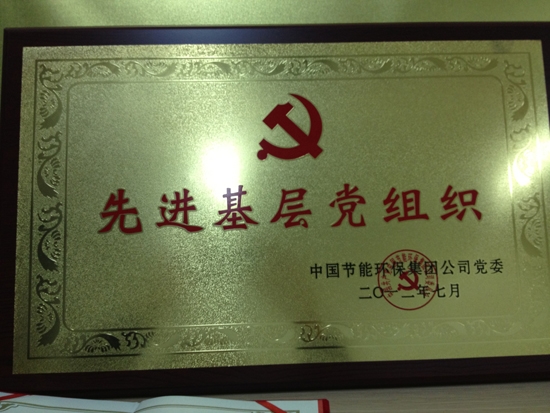 先进基层党组织
中国节能环保集团公司党委
二〇一二年七月